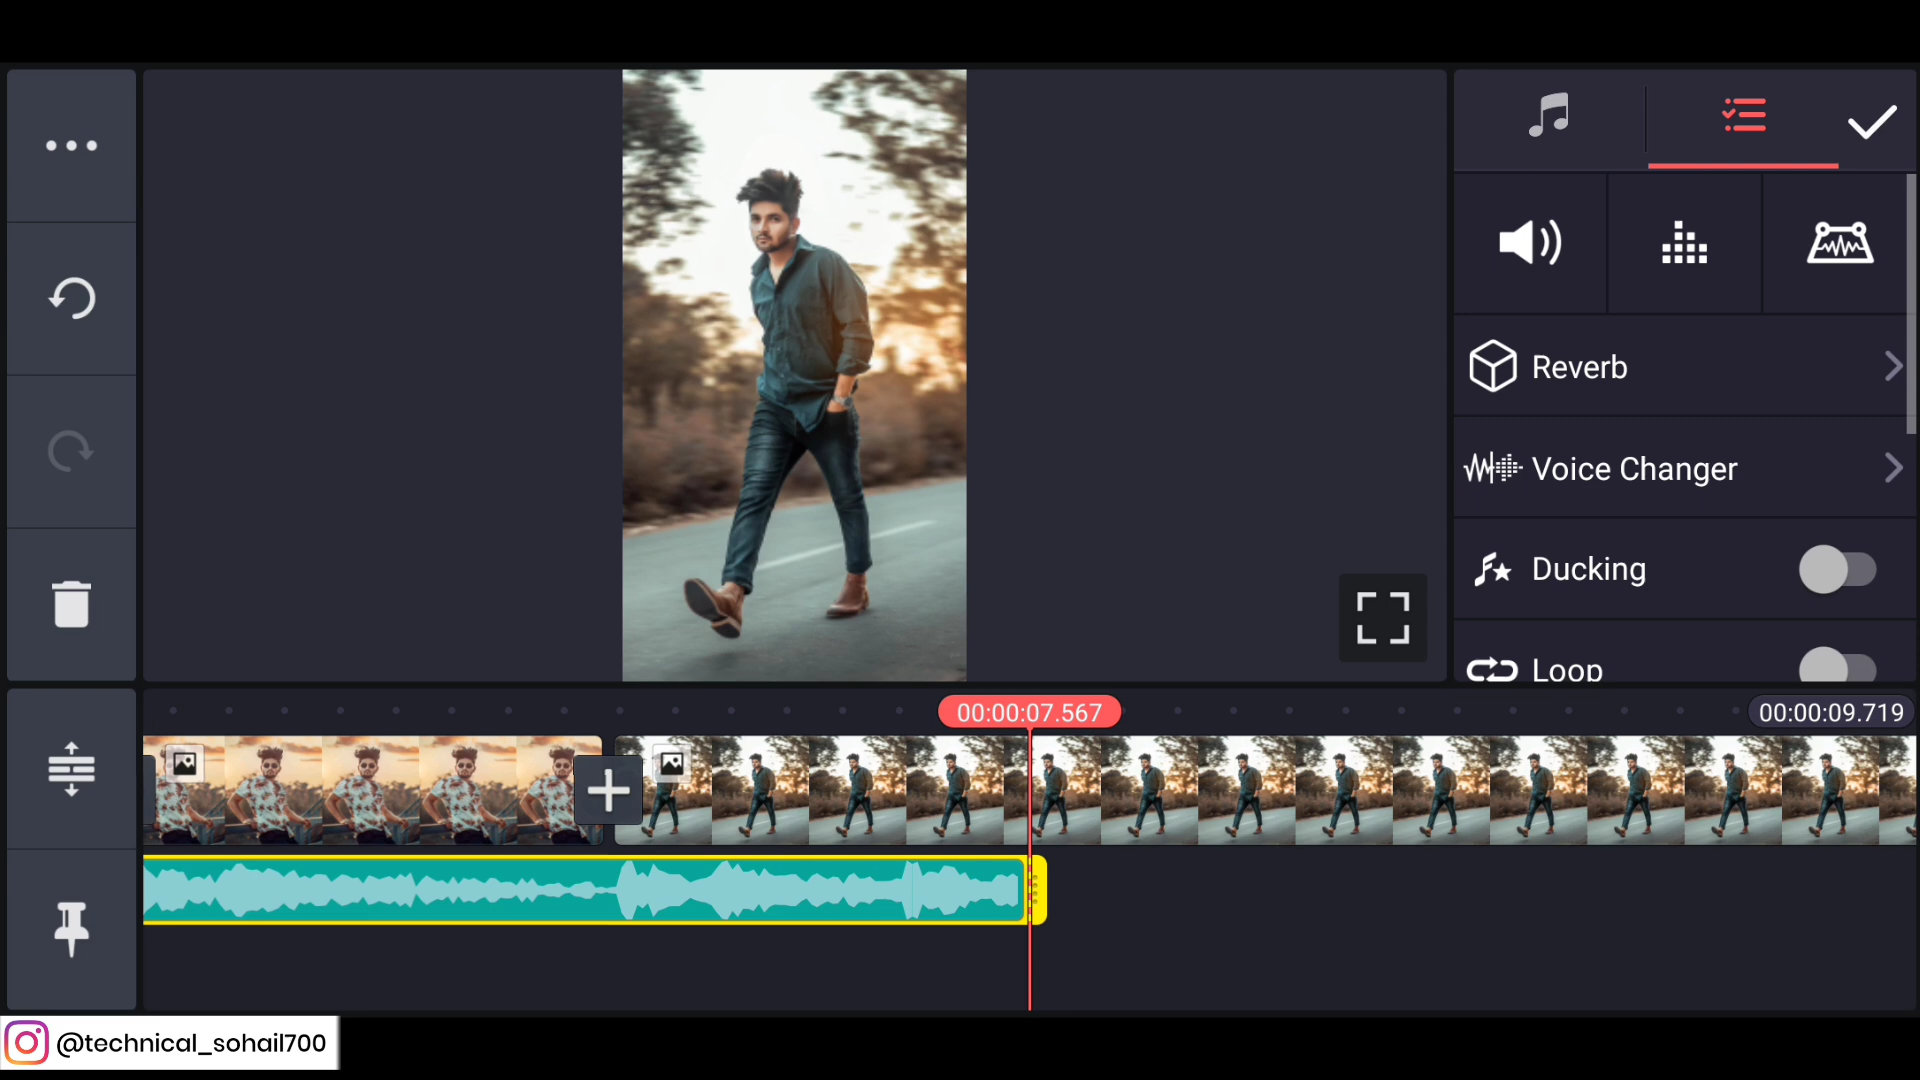 Reverb
Voice Changer
Ducking
Loop
00:00:07.567
00:00:09.719
@technical_sohail700